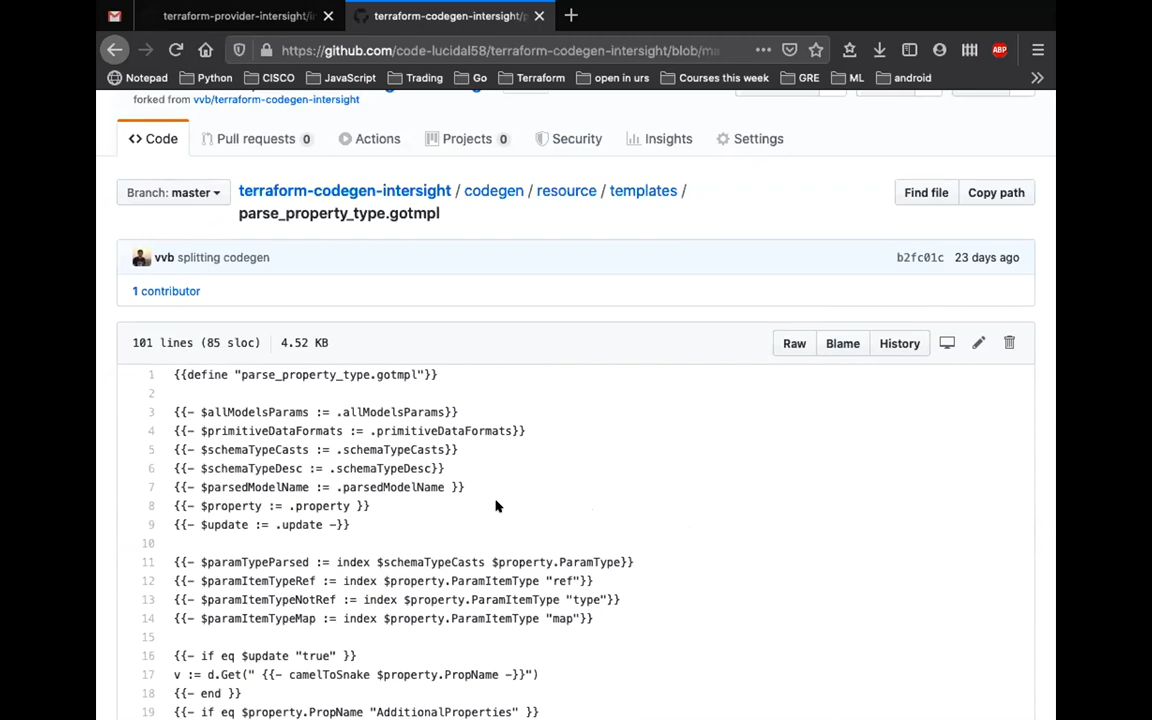 terraform-provider-intersight/i
terraform-codegen-intersight/
https://github.com/code-lucidal58/terraform-codegen-intersight/blob/ma
ABP
Notepad Python CISCO JavaScript Trading Go Terraform open in urs Courses this week GRE ML android
forked from vvb/terraform-codegen-intersight
<> Code Pull requests 0 Actions Projects 0 Security Insights Settings
Branch: master terraform-codegen-intersight / codegen / resource / templates / Find file Copy path
parse_property_type.gotmpl
vvb splitting codegen b2fc01c 23 days ago
1 contributor
101 lines (85 sloc) 4.52 KB Raw Blame History
1 {{define "parse_property_type.gotmpl"}
2
3 {{- $allModelsParams := .allModelsParams}}
4 {{- $primitiveDataFormats := .primitiveDataFormats}}
5 {{- $schemaTypeCasts := .schemaTypeCasts}}
6 {{- $schemaTypeDesc := .schemaTypeDesc}}
7 {{- $parsedModelName := .parsedModelName }}
8 {{- $property := .property }}
9 {{- $update := .update -}}
10
11 {{- $paramTypeParsed := index $schemaTypeCasts $property.ParamType}}
12 {{- $paramItemTypeRef := index $property.ParamItemType "ref"}}
13 {{- $paramItemTypeNotRef := index $property.ParamItemType "type"}}
14 {{- $paramItemTypeMap := index $property.ParamItemType "map"}}
15
16 {{- if eq $update "true" }}
17 v := d.Get(" {{- camelToSnake $property.PropName -}}")
18 {{- end }}
19 {{- if eq $property.PropName "AdditionalProperties" }}